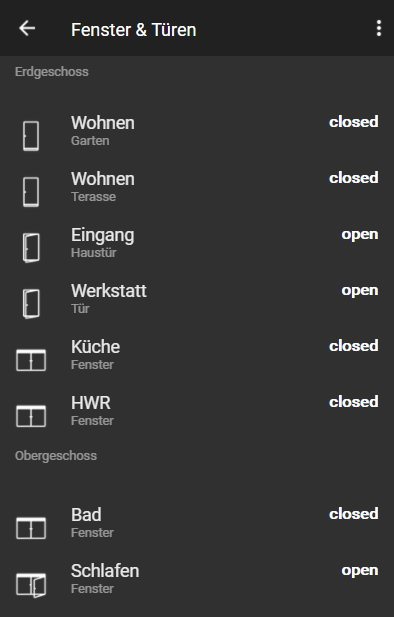 Fenster & Türen
Erdgeschoss
Wohnen closed
Garten
Wohnen closed
Terasse
Eingang open
Haustür
Werkstatt open
Tür
Küche closed
Fenster
HWR closed
Fenster
Obergeschoss
Bad closed
Fenster
Schlafen open
Fenster